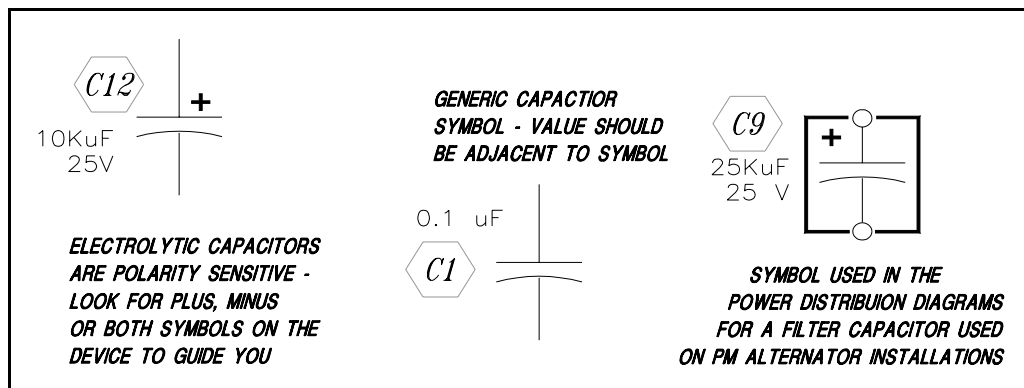 C12
+
10KuF
25V
ELECTROLYTIC CAPACITORS
ARE POLARITY SENSITIVE -
LOOK FOR PLUS, MINUS
OR BOTH SYMBOLS ON THE
DEVICE TO GUIDE YOU
GENERIC CAPACTIOR
SYMBOL - VALUE SHOULD
BE ADJACENT TO SYMBOL
0.1 uF
C1
C9
+
25KuF
25 V
SYMBOL USED IN THE
POWER DISTRIBUION DIAGRAMS
FOR A FILTER CAPACITOR USED
ON PM ALTERNATOR INSTALLATIONS